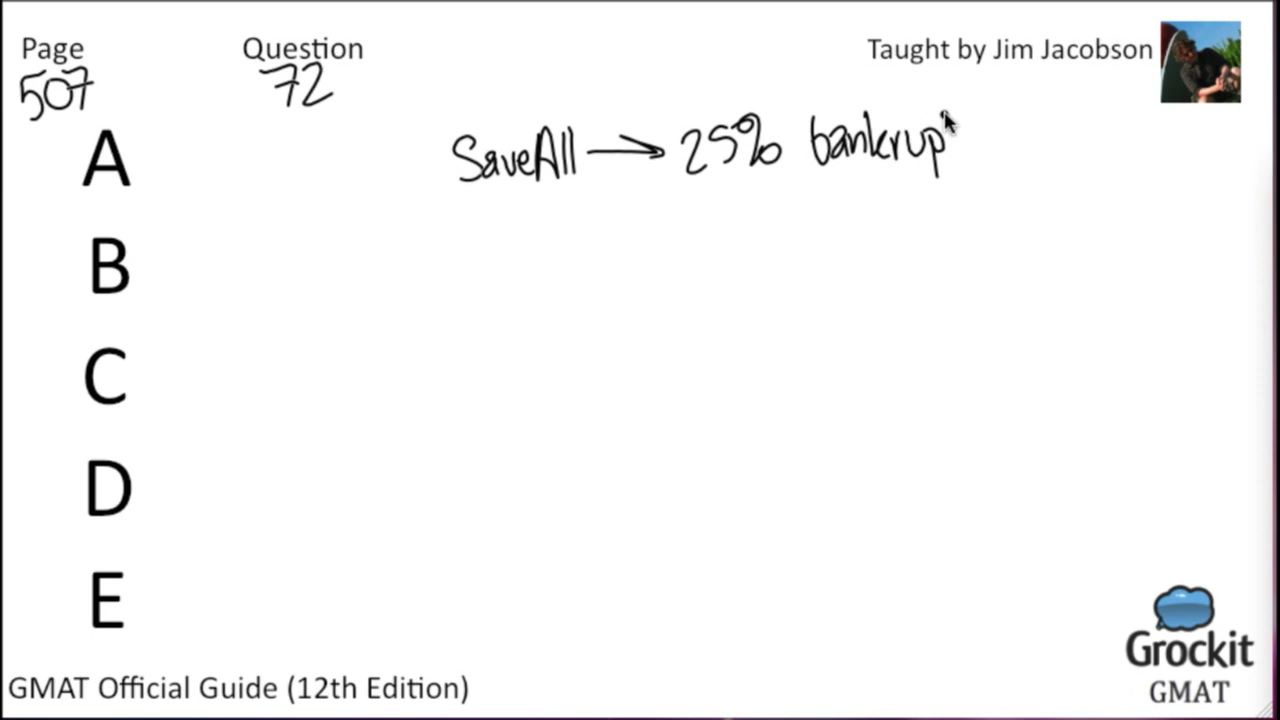 Page Question Taught by Jim Jacobson
507 72
SaveAll → 25% bankrup
A
B
C
D
E
Grockit
GMAT
GMAT Official Guide (12th Edition)